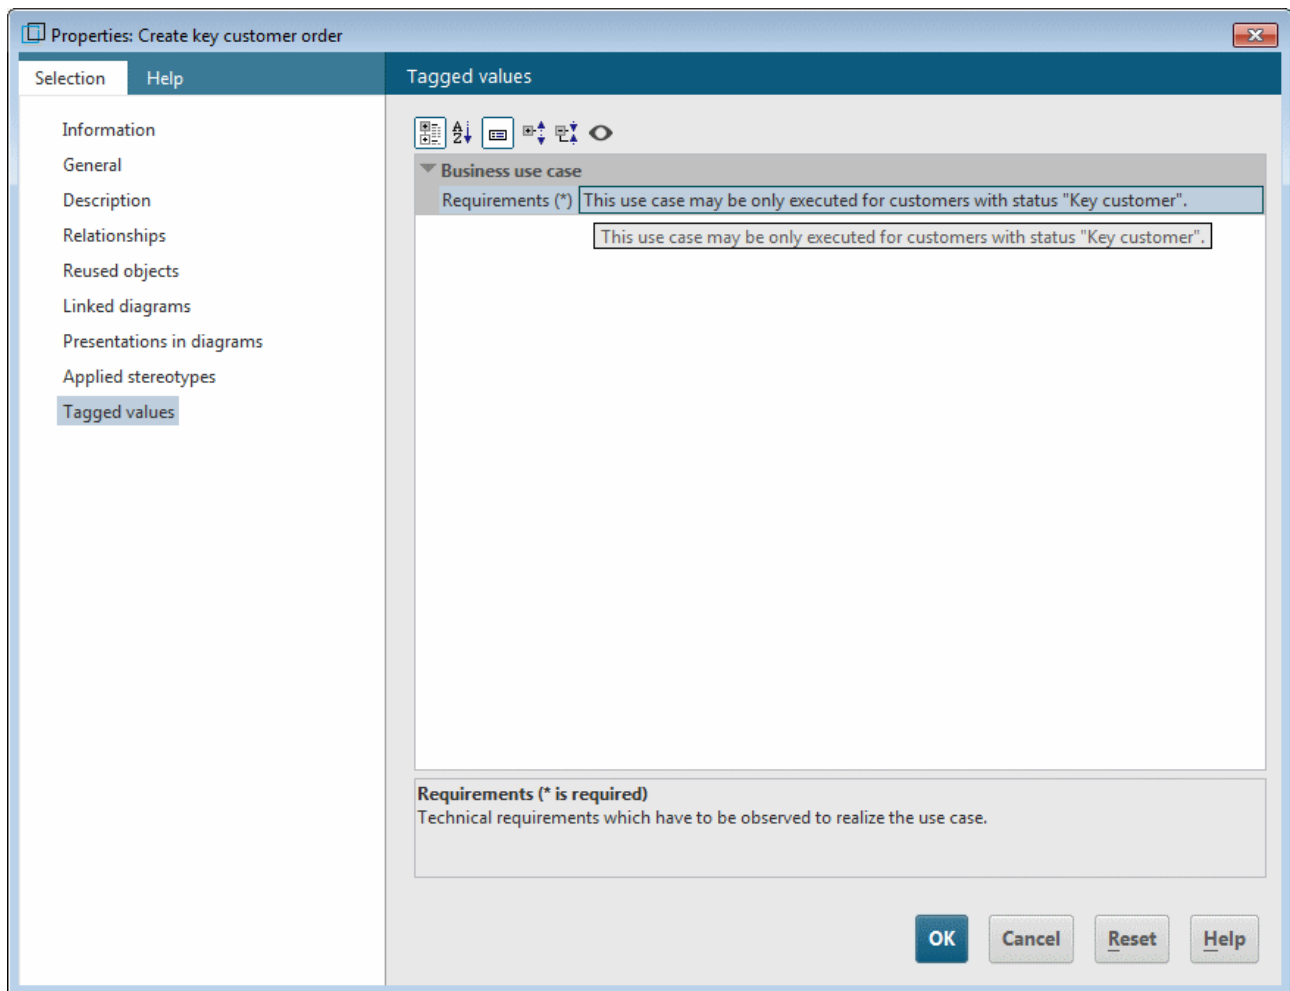 Properties: Create key customer order
Selection
Help
Information
General
Description
Relationships
Reused objects
Linked diagrams
Presentations in diagrams
Applied stereotypes
Tagged values
Tagged values
Business use case
Requirements (*) This use case may be only executed for customers with status "Key customer".
This use case may be only executed for customers with status "Key customer".
Requirements (* is required)
Technical requirements which have to be observed to realize the use case.
OK
Cancel
Reset
Help